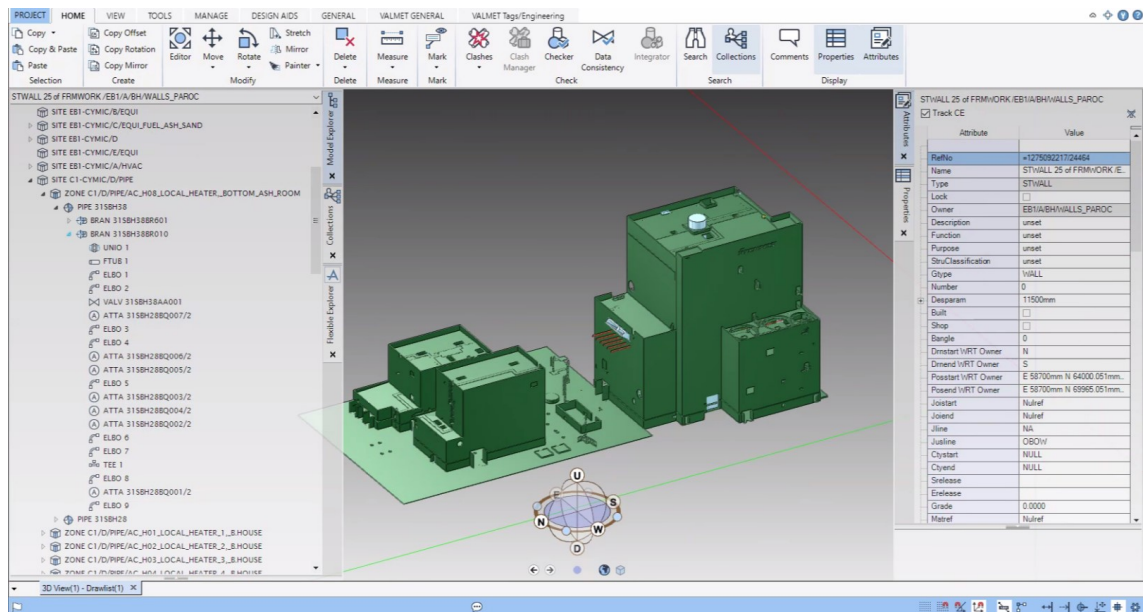 PROJECT HOME VIEW TOOLS MANAGE DESIGN AIDS GENERAL VALMET GENERAL VALMET Tags/Engineering
Copy Copy Offset Stretch
Copy & Paste Copy Rotation Editor Move Rotate Mirror Delete Measure Mark Clashes Clash Manager Checker Data Consistency Integrator Search Collections Comments Properties Attributes
Paste Copy Mirror Painter
Selection Create Modify Delete Measure Mark Check Search Display
STWALL 25 of FRMWORK /EB1/A/BH/WALLS_PAROC
SITE EB1-CYMIC/B/EQUI
SITE EB1-CYMIC/C/EQUI_FUEL_ASH_SAND
SITE EB1-CYMIC/D
SITE EB1-CYMIC/E/EQUI
SITE EB1-CYMIC/A/HVAC
SITE C1-CYMIC/D/PIPE
ZONE C1/D/PIPE/AC_H08_LOCAL_HEATER_BOTTOM_ASH_ROOM
PIPE 31SBH38
BRAN 31SBH38BR601
BRAN 31SBH38BR010
UNIO 1
FTUB 1
ELBO 1
ELBO 2
VALV 31SBH38AA001
ATTA 31SBH28BQ007/2
ELBO 3
ELBO 4
ATTA 31SBH28BQ006/2
ATTA 31SBH28BQ005/2
ELBO 5
ATTA 31SBH28BQ003/2
ATTA 31SBH28BQ004/2
ATTA 31SBH28BQ002/2
ELBO 6
ELBO 7
TEE 1
ELBO 8
ATTA 31SBH28BQ001/2
ELBO 9
PIPE 31SBH28
ZONE C1/D/PIPE/AC_H01_LOCAL_HEATER_1_B.HOUSE
ZONE C1/D/PIPE/AC_H02_LOCAL_HEATER_2_B.HOUSE
ZONE C1/D/PIPE/AC_H03_LOCAL_HEATER_3_B.HOUSE
ZONE C1/D/PIPE/AC_H04_LOCAL_HEATER_4_B.HOUSE
Model Explorer
Collections
Flexible Explorer
U
S
N
W
D
Attributes
Properties
STWALL 25 of FRMWORK /EB1/A/BH/WALLS_PAROC
Track CE
Attribute Value
RefNo =1275092217/24464
Name STWALL 25 of FRMWORK /E..
Type STWALL
Lock
Owner EB1/A/BH/WALLS_PAROC
Description unset
Function unset
Purpose unset
StruClassification unset
Gtype WALL
Number 0
Desparam 11500mm
Built
Shop
Bangle 0
Drnstart WRT Owner N
Drnend WRT Owner S
Posstart WRT Owner E 58700mm N 64000.051mm..
Posend WRT Owner E 58700mm N 69965.051mm..
Joistart Nulref
Joiend Nulref
Jline NA
Jusline OBOW
Ctystart NULL
Ctyend NULL
Srelease
Erelease
Grade 0.0000
Matref Nulref
3D View(1) - Drawlist(1)